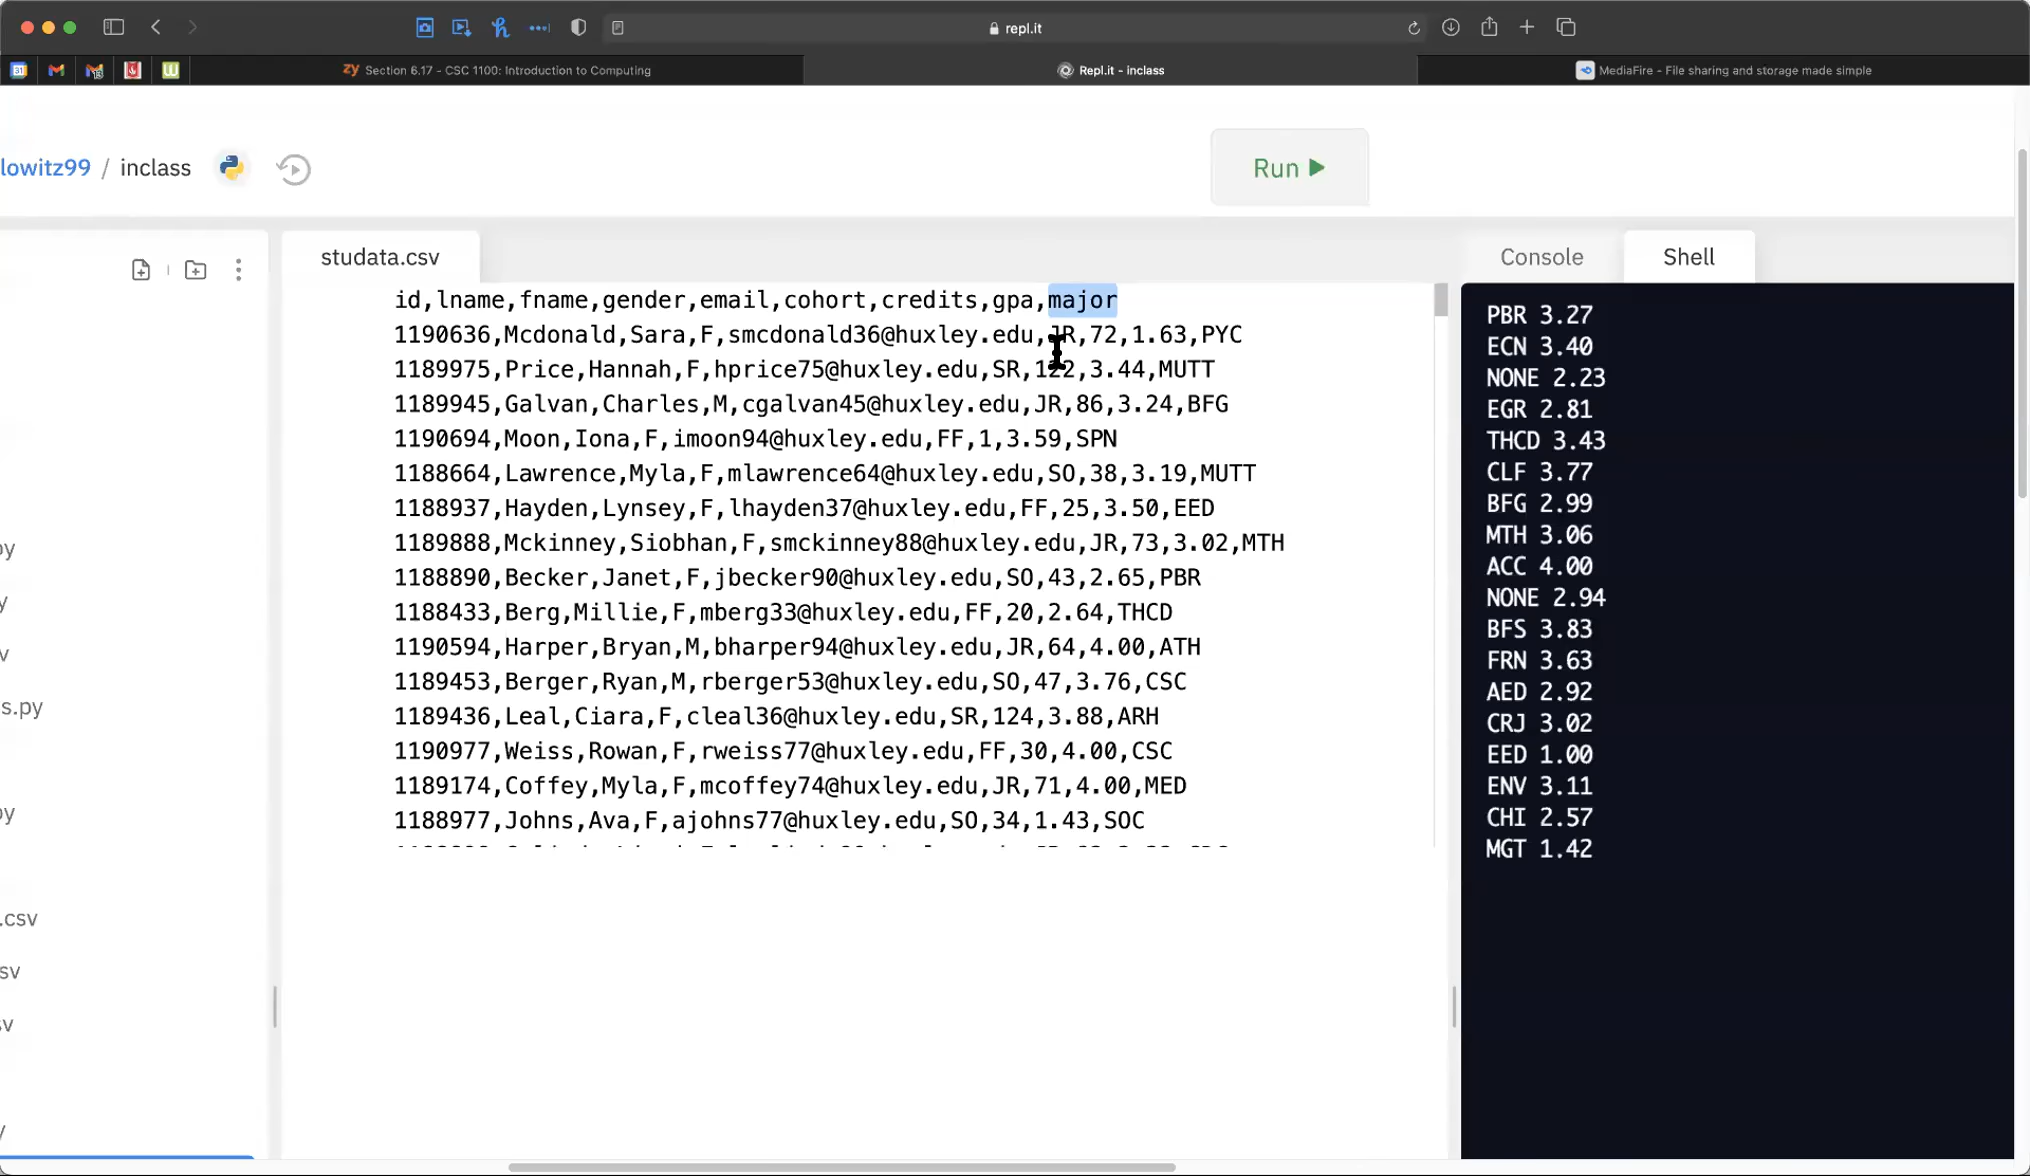 repl.it
zy Section 6.17 - CSC 1100: Introduction to Computing
Repl.it - inclass
MediaFire - File sharing and storage made simple
lowitz99 / inclass
Run
studata.csv
Console
Shell
id,lname,fname,gender,email,cohort,credits,gpa,major
1190636,Mcdonald,Sara,F,smcdonald36@huxley.edu,JR,72,1.63,PYC
1189975,Price,Hannah,F,hprice75@huxley.edu,SR,122,3.44,MUTT
1189945,Galvan,Charles,M,cgalvan45@huxley.edu,JR,86,3.24,BFG
1190694,Moon,Iona,F,imoon94@huxley.edu,FF,1,3.59,SPN
1188664,Lawrence,Myla,F,mlawrence64@huxley.edu,SO,38,3.19,MUTT
1188937,Hayden,Lynsey,F,lhayden37@huxley.edu,FF,25,3.50,EED
1189888,Mckinney,Siobhan,F,smckinney88@huxley.edu,JR,73,3.02,MTH
1188890,Becker,Janet,F,jbecker90@huxley.edu,SO,43,2.65,PBR
1188433,Berg,Millie,F,mberg33@huxley.edu,FF,20,2.64,THCD
1190594,Harper,Bryan,M,bharper94@huxley.edu,JR,64,4.00,ATH
1189453,Berger,Ryan,M,rberger53@huxley.edu,SO,47,3.76,CSC
1189436,Leal,Ciara,F,cleal36@huxley.edu,SR,124,3.88,ARH
1190977,Weiss,Rowan,F,rweiss77@huxley.edu,FF,30,4.00,CSC
1189174,Coffey,Myla,F,mcoffey74@huxley.edu,JR,71,4.00,MED
1188977,Johns,Ava,F,ajohns77@huxley.edu,SO,34,1.43,SOC
PBR 3.27
ECN 3.40
NONE 2.23
EGR 2.81
THCD 3.43
CLF 3.77
BFG 2.99
MTH 3.06
ACC 4.00
NONE 2.94
BFS 3.83
FRN 3.63
AED 2.92
CRJ 3.02
EED 1.00
ENV 3.11
CHI 2.57
MGT 1.42
s.py
.csv
sv